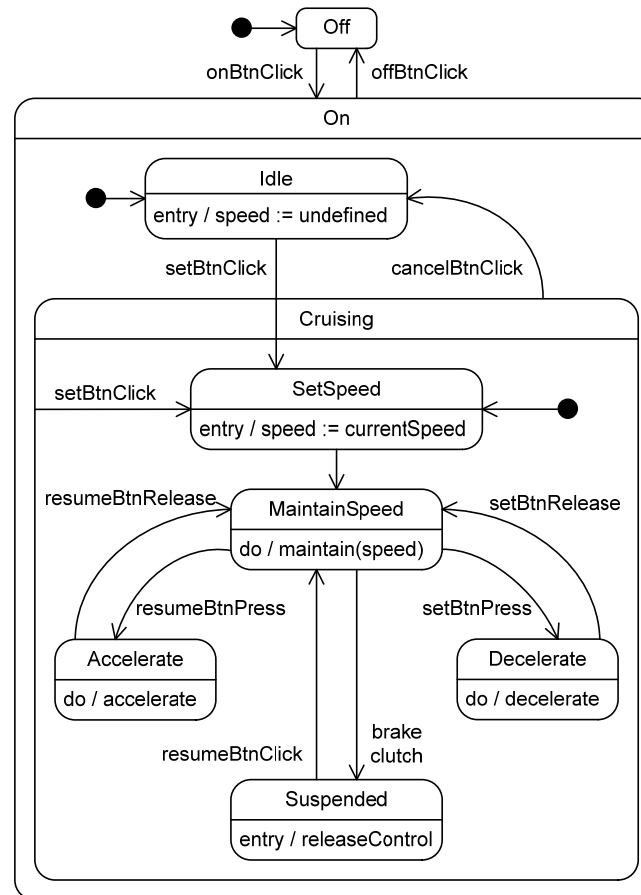 Off
onBtnClick
offBtnClick
On
Idle
entry / speed := undefined
setBtnClick
cancelBtnClick
Cruising
SetSpeed
setBtnClick
entry / speed := currentSpeed
resumeBtnRelease
MaintainSpeed
setBtnRelease
do / maintain(speed)
resumeBtnPress
setBtnPress
Accelerate
Decelerate
do / accelerate
do / decelerate
brake
resumeBtnClick
clutch
Suspended
entry / releaseControl